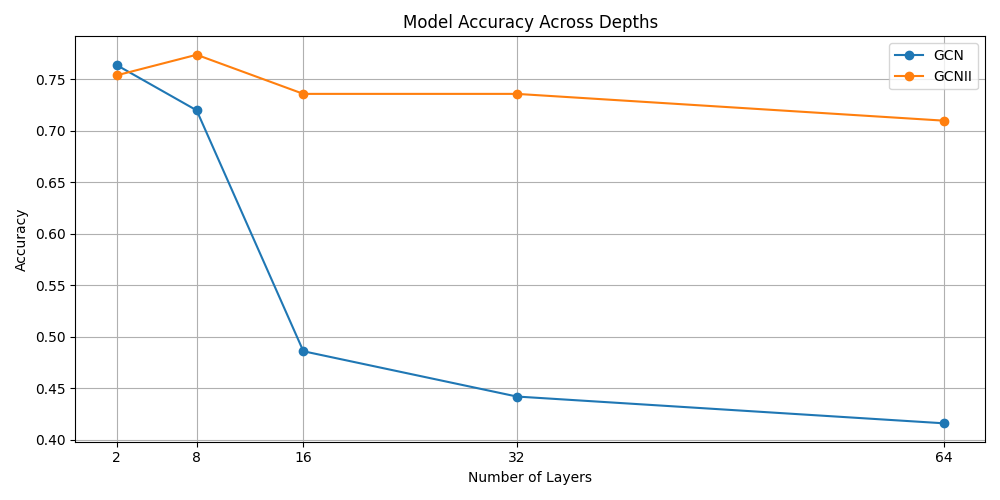 Model Accuracy Across Depths
GCN
GCNII
0.75
0.70
0.65
0.60
0.55
0.50
0.45
0.40
Accuracy
2
8
16
32
64
Number of Layers